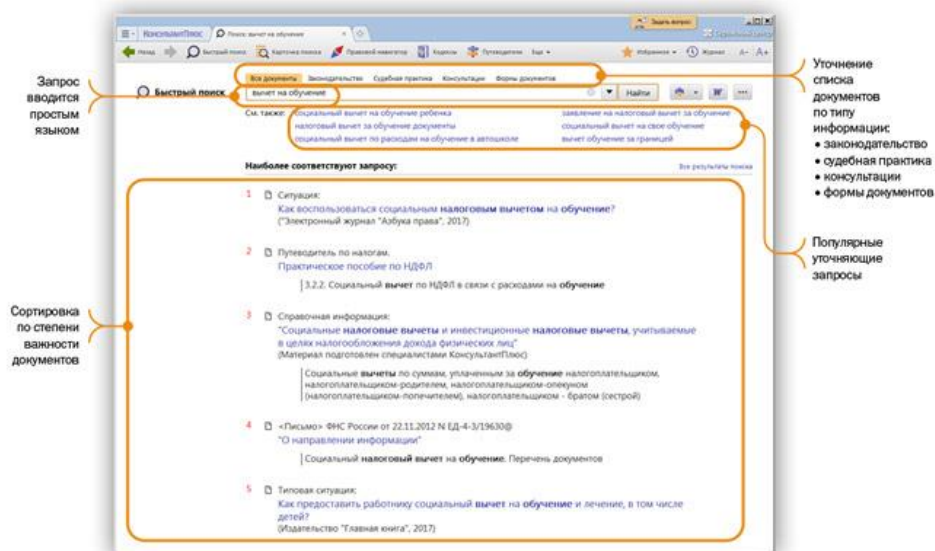 Задать вопрос
КонсультантПлюс
Поиск: вычет на обучение
Сервисный центр
Назад
Быстрый поиск
Карточка поиска
Правовой навигатор
Кодексы
Путеводители
Еще
Избранное
Журнал
А- А+
Все документы Законодательство Судебная практика Консультации Формы документов
Быстрый поиск
вычет на обучение
Найти
См. также:
социальный вычет на обучение ребенка
заявление на налоговый вычет за обучение
налоговый вычет за обучение документы
социальный вычет на свое обучение
социальный вычет по расходам на обучение в автошколе
вычет обучение за границей
Наиболее соответствуют запросу:
Все результаты поиска
1 Ситуация:
Как воспользоваться социальным налоговым вычетом на обучение?
("Электронный журнал "Азбука права", 2017)
2 Путеводитель по налогам.
Практическое пособие по НДФЛ
3.2.2. Социальный вычет по НДФЛ в связи с расходами на обучение
3 Справочная информация:
"Социальные налоговые вычеты и инвестиционные налоговые вычеты, учитываемые
в целях налогообложения дохода физических лиц"
(Материал подготовлен специалистами КонсультантПлюс)
Социальные вычеты по суммам, уплаченным за обучение налогоплательщиком,
налогоплательщиком-родителем, налогоплательщиком-опекуном
(налогоплательщиком-попечителем), налогоплательщиком - братом (сестрой)
4 <Письмо> ФНС России от 22.11.2012 N ЕД-4-3/19630@
"О направлении информации"
Социальный налоговый вычет на обучение. Перечень документов
5 Типовая ситуация:
Как предоставить работнику социальный вычет на обучение и лечение, в том числе
детей?
(Издательство "Главная книга", 2017)
Запрос
вводится
простым
языком
Сортировка
по степени
важности
документов
Уточнение
списка
документов
по типу
информации:
• законодательство
• судебная практика
• консультации
• формы документов
Популярные
уточняющие
запросы